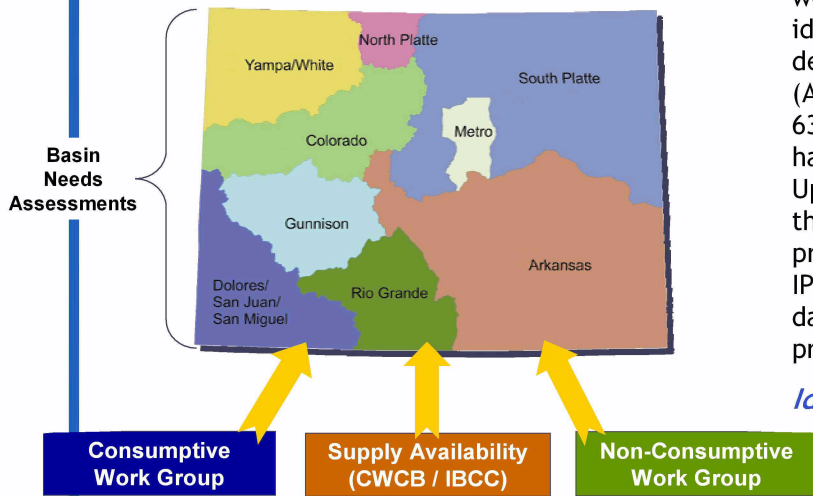 North Platte
Yampa/White
South Platte
Metro
Colorado
Basin
Needs
Assessments
Gunnison
Arkansas
Dolores/
San Juan/
San Miguel
Rio Grande
Consumptive
Work Group
Supply Availability
(CWCB / IBCC)
Non-Consumptive
Work Group